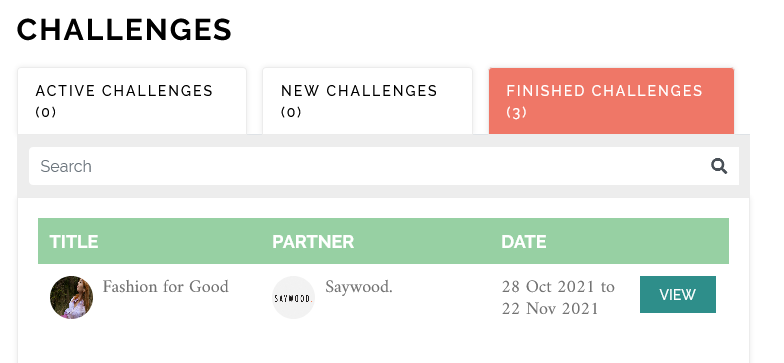 CHALLENGES
ACTIVE CHALLENGES
(0)
NEW CHALLENGES
(0)
FINISHED CHALLENGES
(3)
Search
TITLE PARTNER DATE
Fashion for Good SAYWOOD. Saywood. 28 Oct 2021 to
22 Nov 2021
VIEW